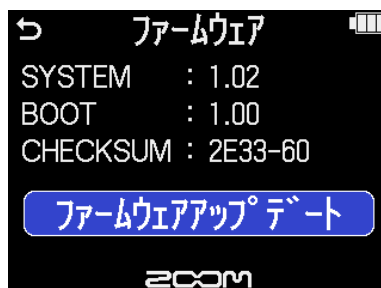 ファームウェア
SYSTEM : 1.02
BOOT : 1.00
CHECKSUM : 2E33-60
ファームウェアアップデート
ZOOM